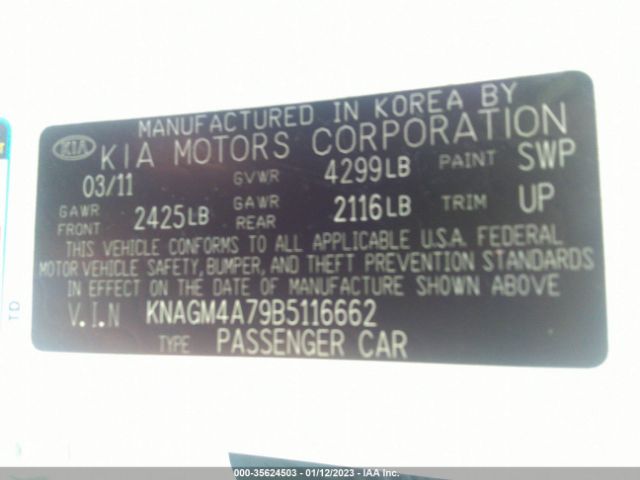 MANUFACTURED IN KOREA BY
KIA KIA MOTORS CORPORATION
03/11 GVWR 4299LB PAINT SWP
GAWR FRONT 2425LB GAWR REAR 2116LB TRIM UP
THIS VEHICLE CONFORMS TO ALL APPLICABLE U.S.A. FEDERAL
MOTOR VEHICLE SAFETY, BUMPER, AND THEFT PREVENTION STANDARDS
IN EFFECT ON THE DATE OF MANUFACTURE SHOWN ABOVE
V.I.N KNAGM4A79B5116662
TYPE PASSENGER CAR
TD
000-35624503 - 01/12/2023 - IAA Inc.